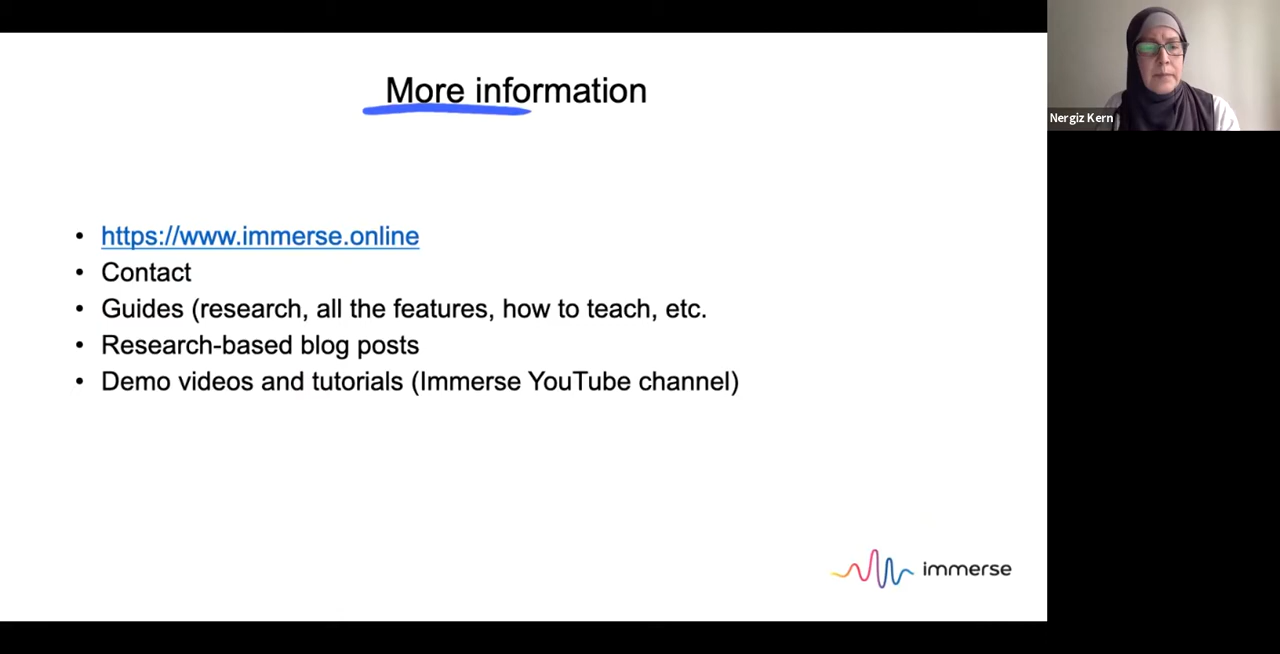 More information
Nergiz Kern
• https://www.immerse.online
• Contact
• Guides (research, all the features, how to teach, etc.
• Research-based blog posts
• Demo videos and tutorials (Immerse YouTube channel)
immerse